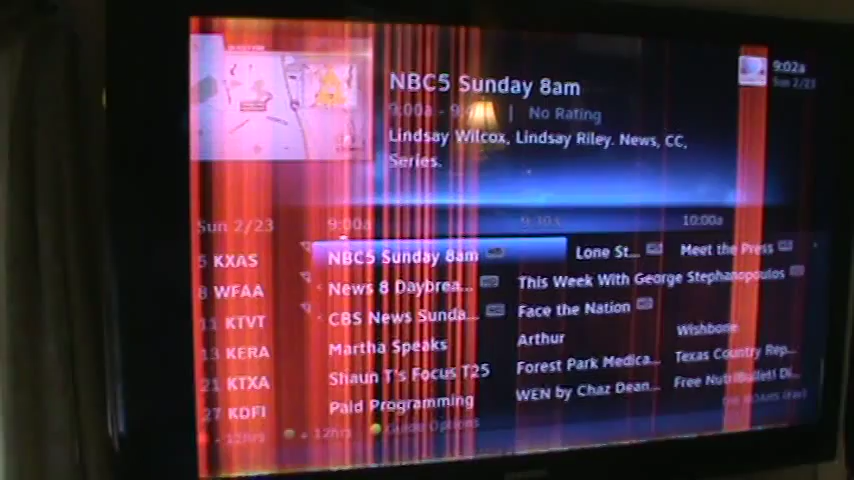 NBC5 Sunday 8am
9:02a
Sun 2/23
No Rating
Lindsay Wilcox, Lindsay Riley. News, CC,
Series.
Sun 2/23 9:00a 9:30a 10:00a
5 KXAS NBC5 Sunday 8am Lone St... Meet the Press
8 WFAA News 8 Daybrea... This Week With George Stephanopoulos
11 KTVT CBS News Sunda... Face the Nation
13 KERA Martha Speaks Arthur Wishbone
21 KTXA Shaun T's Focus T25 Forest Park Medica... Texas Country Rep...
27 KDFI Paid Programming WEN by Chaz Dean... Free NutriBullet! Di...
- 12hrs + 12hrs Guide Options